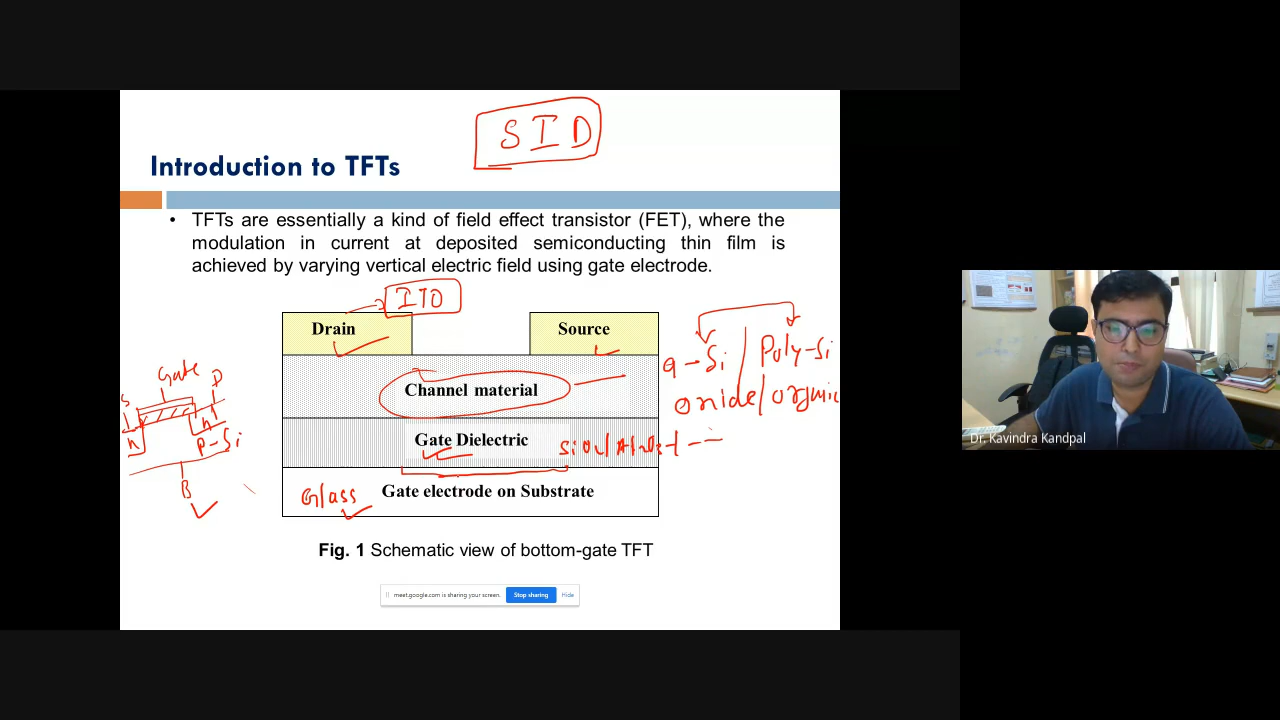 SID
Introduction to TFTs
• TFTs are essentially a kind of field effect transistor (FET), where the
modulation in current at deposited semiconducting thin film is
achieved by varying vertical electric field using gate electrode.
ITO
Drain
Source
a-Si / Poly-Si
oxide/organic
Channel material
Gate Dielectric
Glass
Gate electrode on Substrate
Gate
S
D
n
n
p-Si
B
Fig. 1 Schematic view of bottom-gate TFT
meet.google.com is sharing your screen.
Stop sharing
Hide
Dr. Kavindra Kandpal